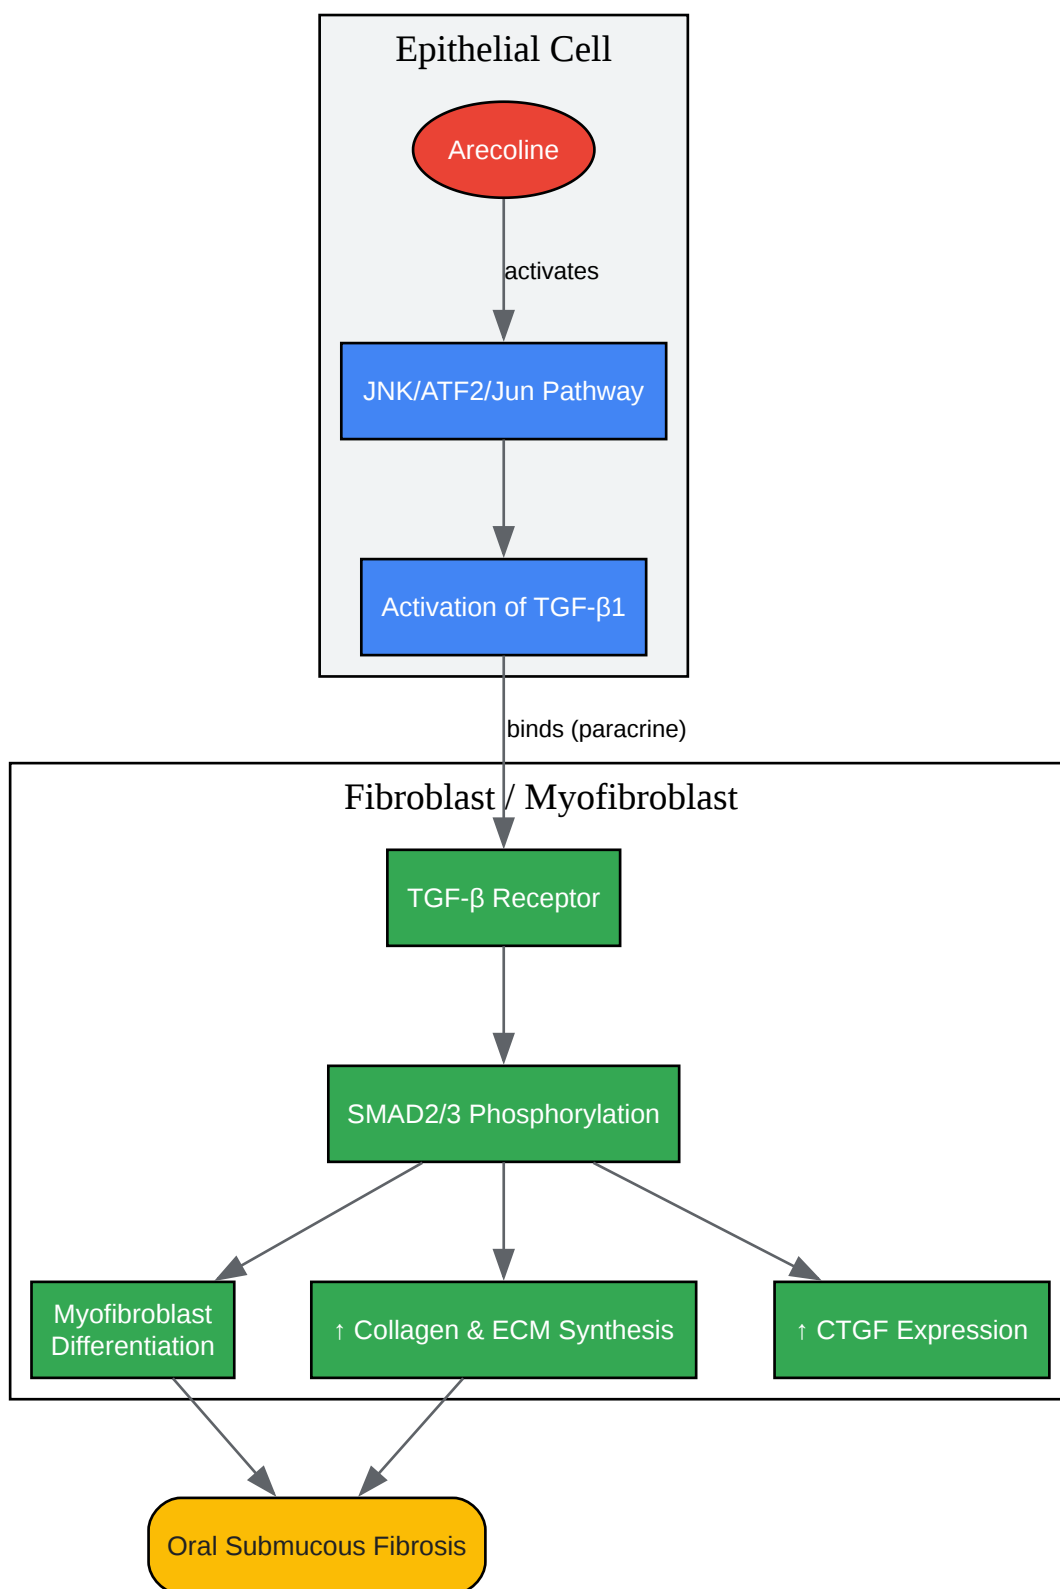 Epithelial Cell
Arecoline
activates
JNK/ATF2/Jun Pathway
Activation of TGF-β1
binds (paracrine)
Fibroblast / Myofibroblast
TGF-β Receptor
SMAD2/3 Phosphorylation
Myofibroblast
Differentiation
↑ Collagen & ECM Synthesis
↑ CTGF Expression
Oral Submucous Fibrosis